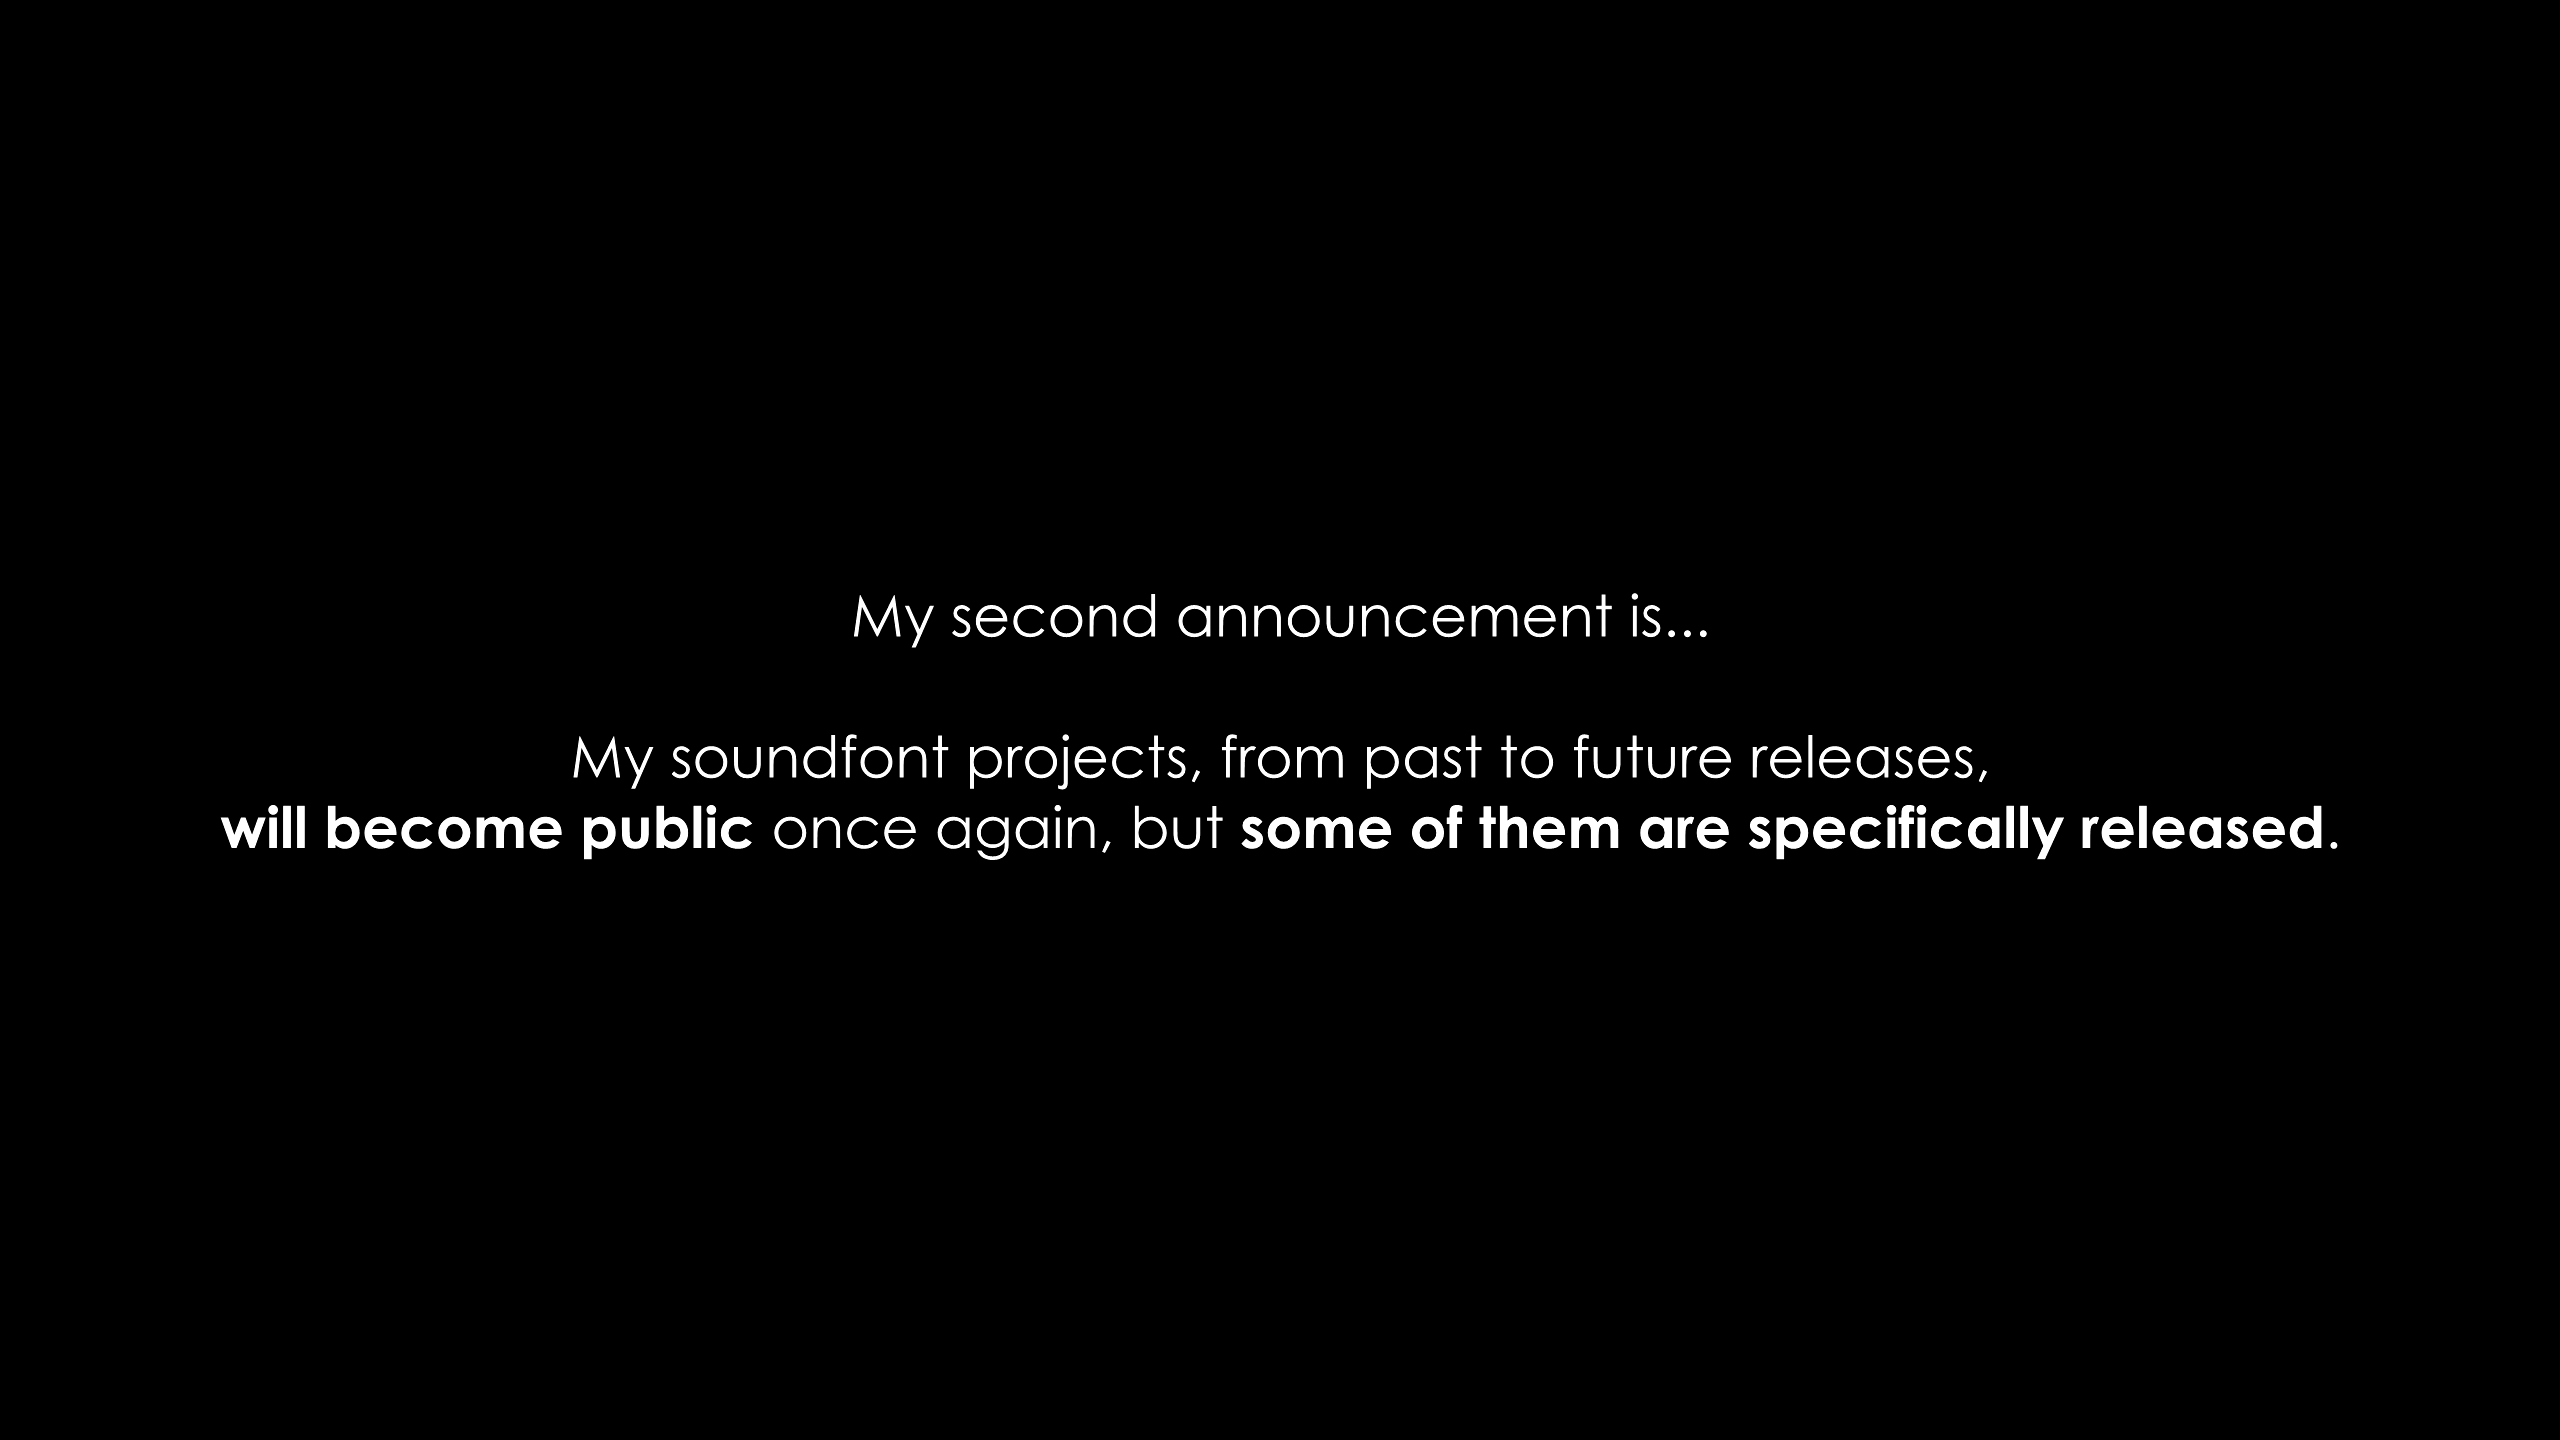 My second announcement is...
My soundfont projects, from past to future releases,
will become public once again, but some of them are specifically released.